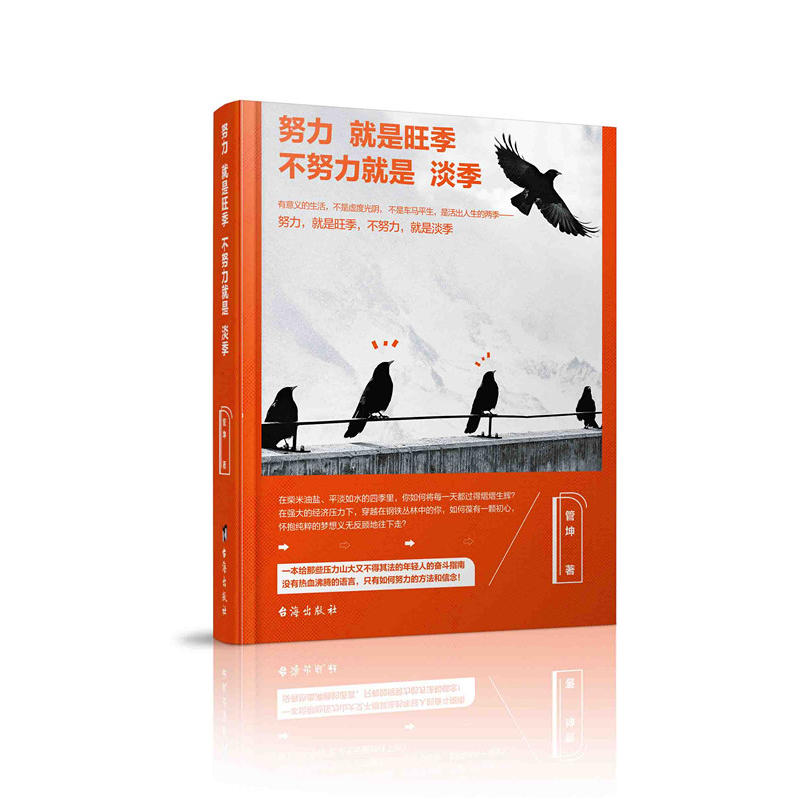 努力 就是旺季
不努力就是 淡季
有意义的生活，不是虚度光阴，不是车马平生，是活出人生的两季——
努力，就是旺季，不努力，就是淡季
在柴米油盐、平淡如水的四季里，你如何将每一天都过得熠熠生辉？
在强大的经济压力下，穿越在钢铁丛林中的你，如何葆有一颗初心，
怀抱纯粹的梦想义无反顾地往下走？
一本给那些压力山大又不得其法的年轻人的奋斗指南
没有热血沸腾的语言，只有如何努力的方法和信念！
台海出版社
管坤 著
努力 就是旺季 不努力就是 淡季
管坤 著
台海出版社